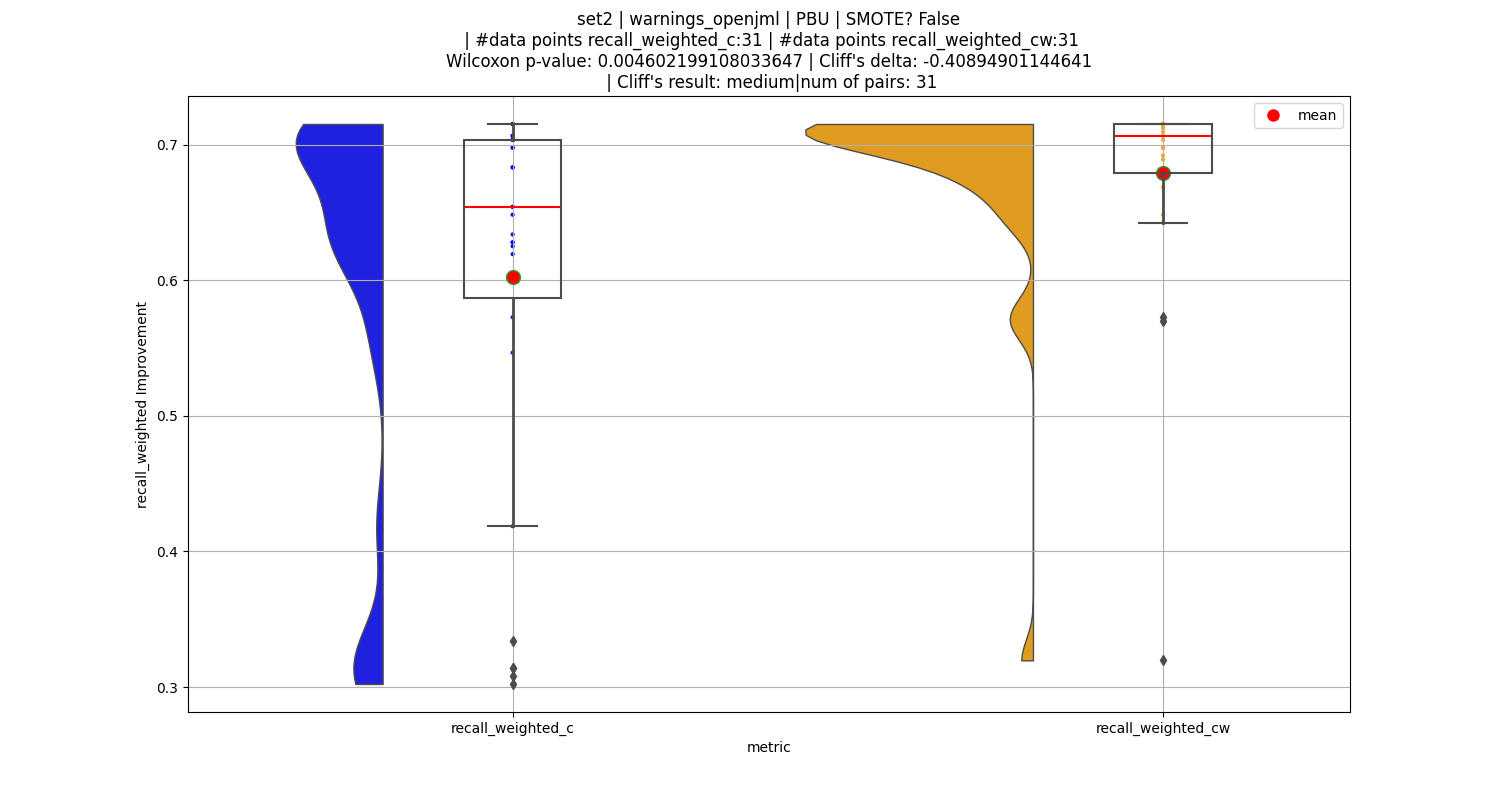 set2 | warnings_openjml | PBU | SMOTE? False
| #data points recall_weighted_c:31 | #data points recall_weighted_cw:31
Wilcoxon p-value: 0.004602199108033647 | Cliff's delta: -0.40894901144641
| Cliff's result: medium|num of pairs: 31
mean
recall_weighted Improvement
0.7
0.6
0.5
0.4
0.3
recall_weighted_c
recall_weighted_cw
metric